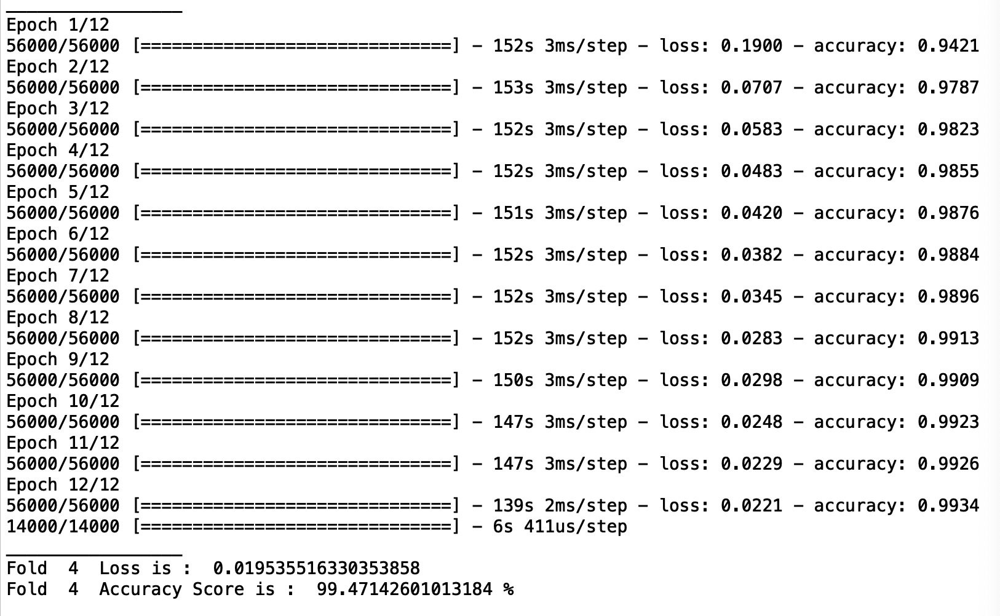 _________________
Epoch 1/12
56000/56000 [==============================] - 152s 3ms/step - loss: 0.1900 - accuracy: 0.9421
Epoch 2/12
56000/56000 [==============================] - 153s 3ms/step - loss: 0.0707 - accuracy: 0.9787
Epoch 3/12
56000/56000 [==============================] - 152s 3ms/step - loss: 0.0583 - accuracy: 0.9823
Epoch 4/12
56000/56000 [==============================] - 152s 3ms/step - loss: 0.0483 - accuracy: 0.9855
Epoch 5/12
56000/56000 [==============================] - 151s 3ms/step - loss: 0.0420 - accuracy: 0.9876
Epoch 6/12
56000/56000 [==============================] - 152s 3ms/step - loss: 0.0382 - accuracy: 0.9884
Epoch 7/12
56000/56000 [==============================] - 152s 3ms/step - loss: 0.0345 - accuracy: 0.9896
Epoch 8/12
56000/56000 [==============================] - 152s 3ms/step - loss: 0.0283 - accuracy: 0.9913
Epoch 9/12
56000/56000 [==============================] - 150s 3ms/step - loss: 0.0298 - accuracy: 0.9909
Epoch 10/12
56000/56000 [==============================] - 147s 3ms/step - loss: 0.0248 - accuracy: 0.9923
Epoch 11/12
56000/56000 [==============================] - 147s 3ms/step - loss: 0.0229 - accuracy: 0.9926
Epoch 12/12
56000/56000 [==============================] - 139s 2ms/step - loss: 0.0221 - accuracy: 0.9934
14000/14000 [==============================] - 6s 411us/step
_________________
Fold  4  Loss is :  0.019535516330353858
Fold  4  Accuracy Score is :  99.47142601013184 %